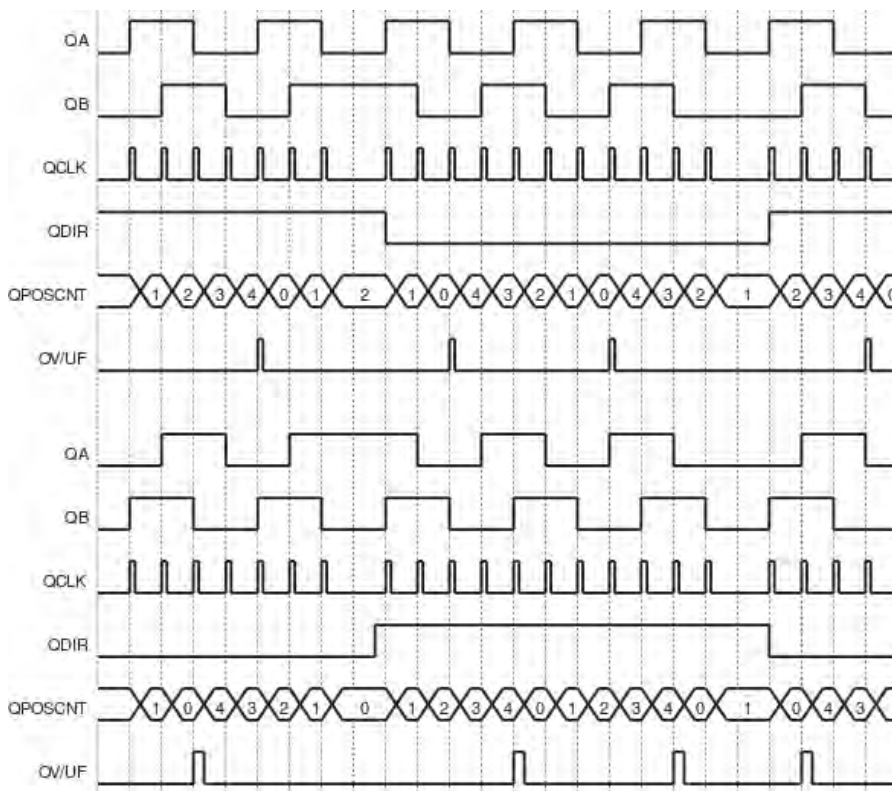 QA
QB
QCLK
QDIR
QPOSCNT 1 2 3 4 0 1 2 1 0 4 3 2 1 0 4 3 2 1 2 3 4 0
OV/UF
QA
QB
QCLK
QDIR
QPOSCNT 1 0 4 3 2 1 0 1 2 3 4 0 1 2 3 4 0 1 0 4 3
OV/UF